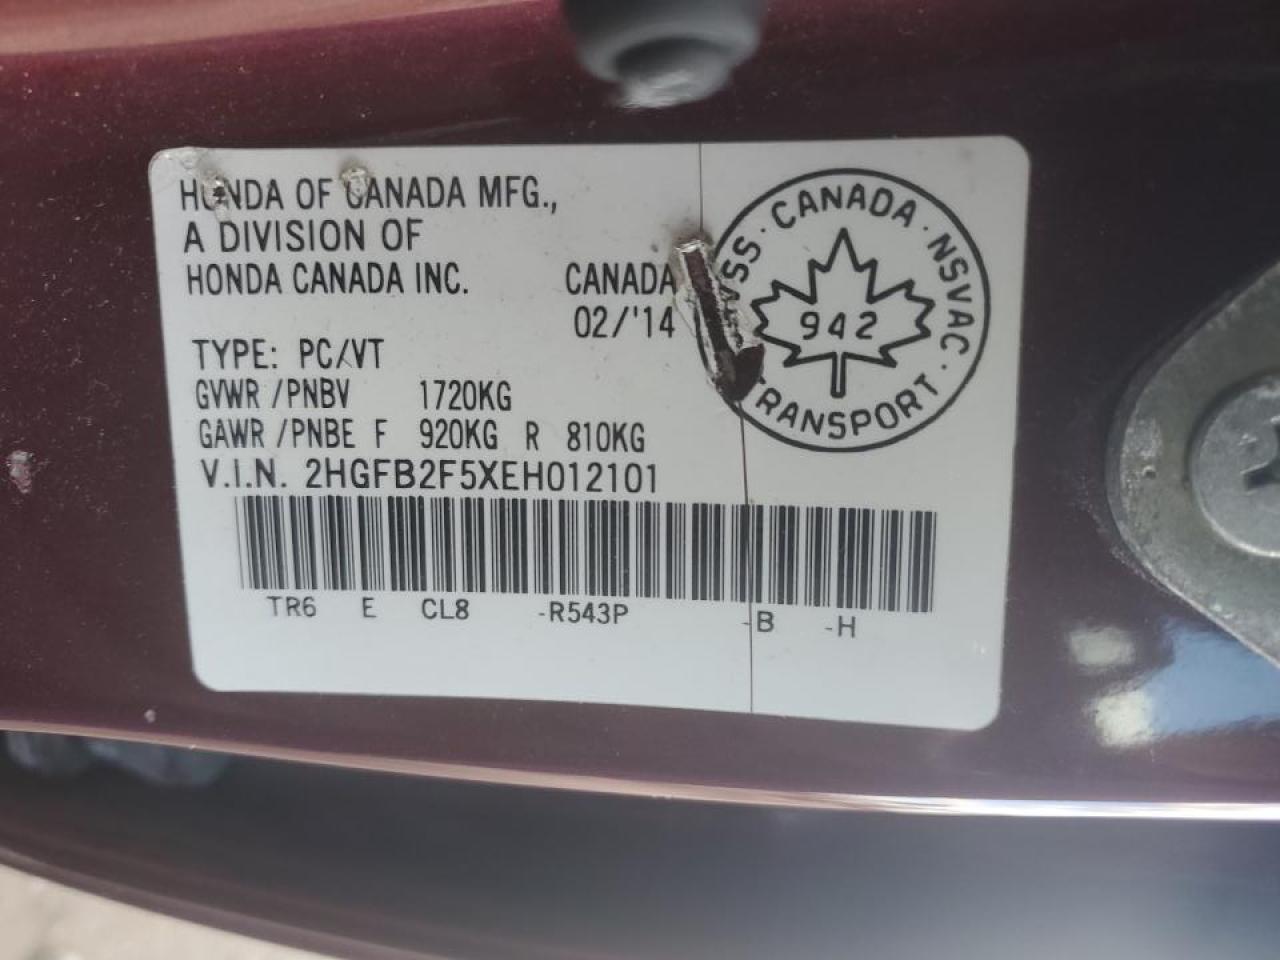 HONDA OF CANADA MFG.,
A DIVISION OF
HONDA CANADA INC.
CANADA
02/'14
TYPE: PC/VT
GVWR /PNBV 1720KG
GAWR /PNBE F 920KG R 810KG
V.I.N. 2HGFB2F5XEH012101
TR6 E CL8 -R543P -B -H
CANADA · NSVAC ·
TRANSPORT
942